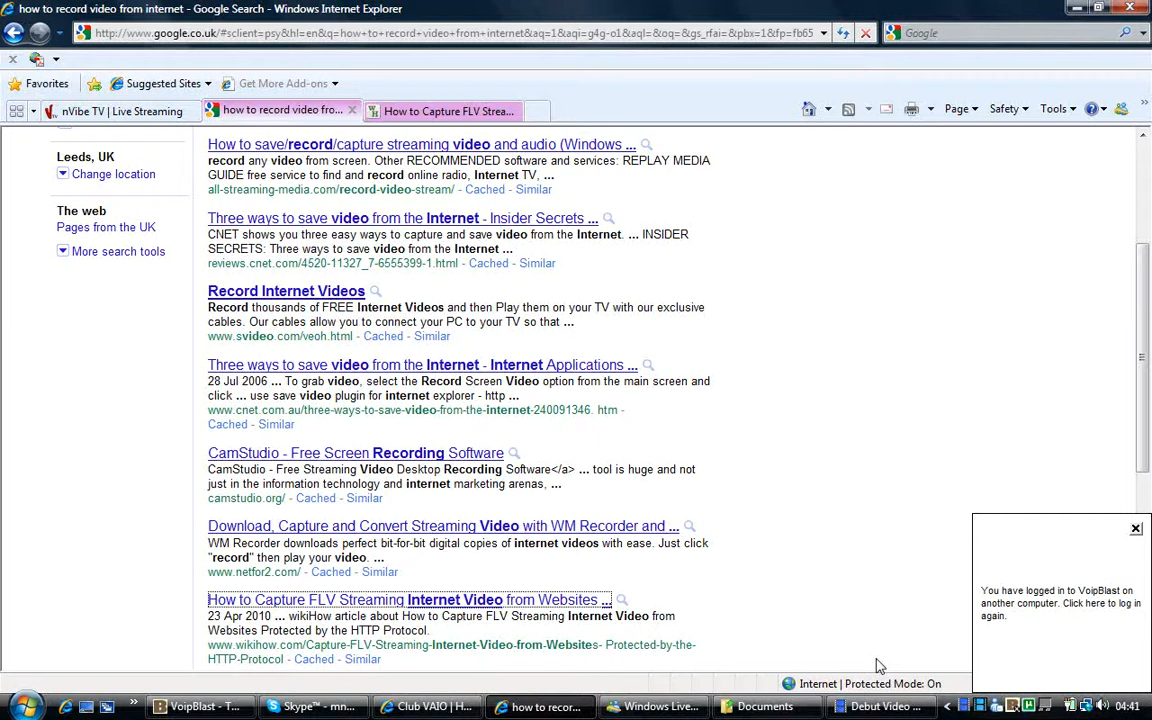 how to record video from internet - Google Search - Windows Internet Explorer
http://www.google.co.uk/#sclient=psy&hl=en&q=how+to+record+video+from+internet&aq=1&aqi=g4g-o1&aql=&oq=&gs_rfai=&pbx=1&fp=fb65
Google
Favorites
Suggested Sites
Get More Add-ons
nVibe TV | Live Streaming
how to record video fro...
How to Capture FLV Strea...
Page
Safety
Tools
Leeds, UK
Change location
The web
Pages from the UK
More search tools
How to save/record/capture streaming video and audio (Windows ...
record any video from screen. Other RECOMMENDED software and services: REPLAY MEDIA
GUIDE free service to find and record online radio, Internet TV, ...
all-streaming-media.com/record-video-stream/ - Cached - Similar
Three ways to save video from the Internet - Insider Secrets ...
CNET shows you three easy ways to capture and save video from the Internet. ... INSIDER
SECRETS: Three ways to save video from the Internet ...
reviews.cnet.com/4520-11327_7-6555399-1.html - Cached - Similar
Record Internet Videos
Record thousands of FREE Internet Videos and then Play them on your TV with our exclusive
cables. Our cables allow you to connect your PC to your TV so that ...
www.svideo.com/veoh.html - Cached - Similar
Three ways to save video from the Internet - Internet Applications ...
28 Jul 2006 ... To grab video, select the Record Screen Video option from the main screen and
click ... use save video plugin for internet explorer - http ...
www.cnet.com.au/three-ways-to-save-video-from-the-internet-240091346. htm -
Cached - Similar
CamStudio - Free Screen Recording Software
CamStudio - Free Streaming Video Desktop Recording Software</a> ... tool is huge and not
just in the information technology and internet marketing arenas, ...
camstudio.org/ - Cached - Similar
Download, Capture and Convert Streaming Video with WM Recorder and ...
WM Recorder downloads perfect bit-for-bit digital copies of internet videos with ease. Just click
"record" then play your video. ...
www.netfor2.com/ - Cached - Similar
How to Capture FLV Streaming Internet Video from Websites ...
23 Apr 2010 ... wikiHow article about How to Capture FLV Streaming Internet Video from
Websites Protected by the HTTP Protocol.
www.wikihow.com/Capture-FLV-Streaming-Internet-Video-from-Websites- Protected-by-the-
HTTP-Protocol - Cached - Similar
You have logged in to VoipBlast on
another computer. Click here to log in
again.
Internet | Protected Mode: On
VoipBlast - T...
Skype™ - mn...
Club VAIO | H...
how to recor...
Windows Live...
Documents
Debut Video ...
04:41